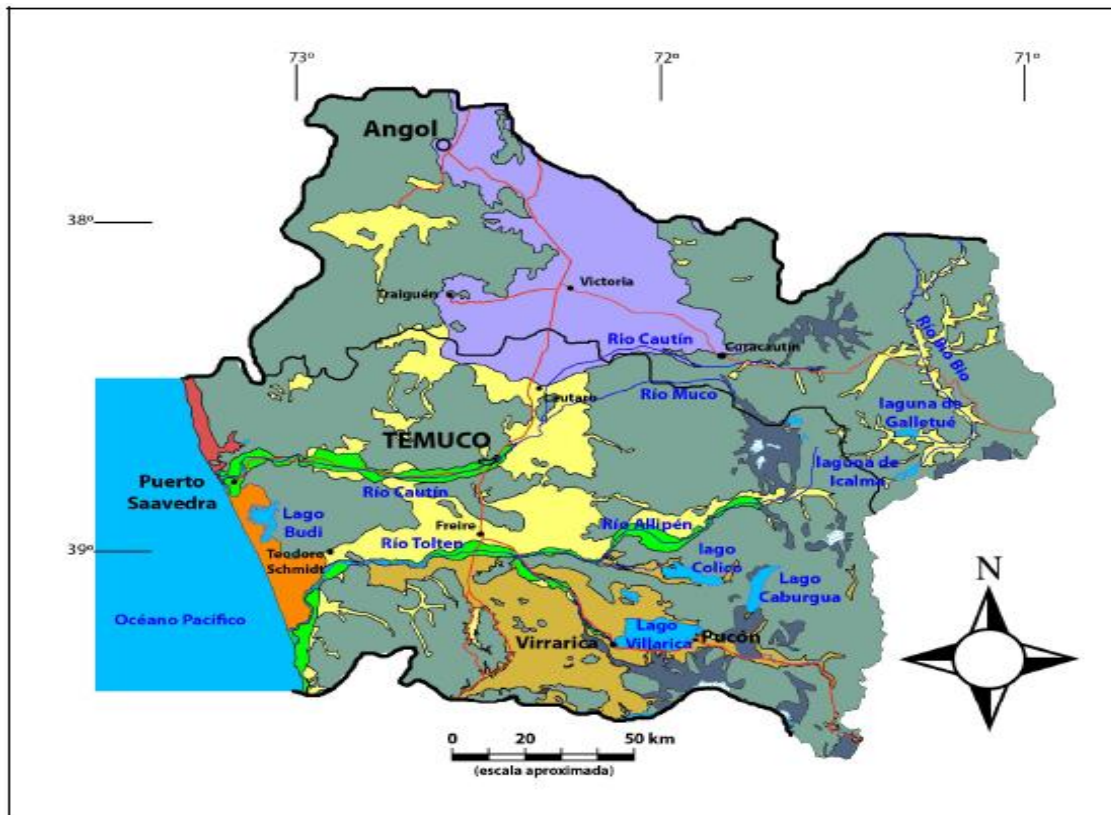 73º
72º
71º
Angol
38º
Victoria
Traiguén
Río Cautín
Curacautín
Río Bio Bio
Río Muco
Lautaro
laguna de
Galletué
TEMUCO
laguna de
Icalma
Puerto
Saavedra
Río Cautín
Lago
Budi
Freire
Río Allipén
Río Tolten
39º
Teodoro
Schmidt
lago
Colico
Lago
Caburgua
Océano Pacífico
Lago
Villarica
Pucón
Virrarica
N
0 20 50 km
(escala aproximada)